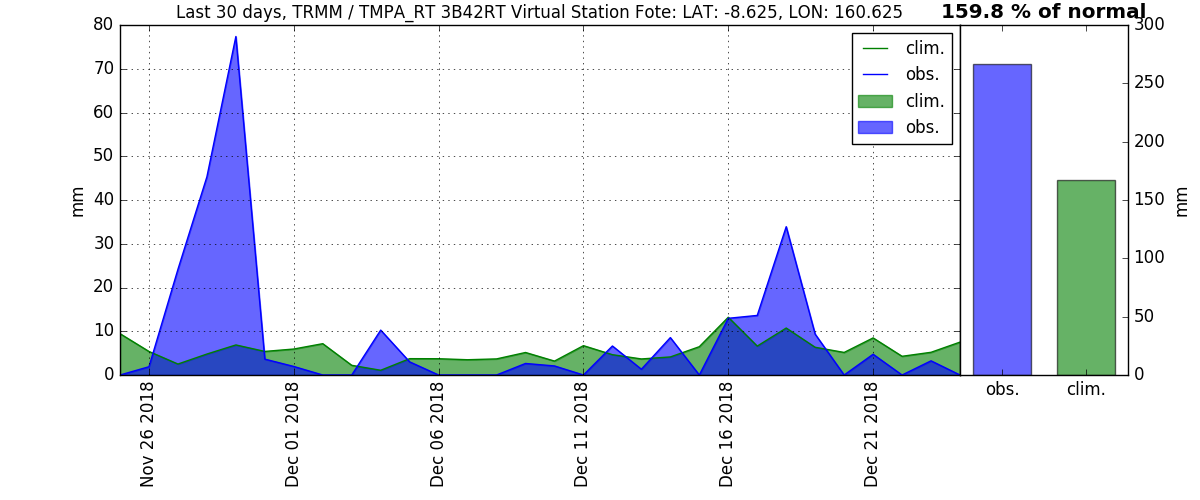 Last 30 days, TRMM / TMPA_RT 3B42RT Virtual Station Fote: LAT: -8.625, LON: 160.625
159.8 % of normal
80
70
60
50
40
30
20
10
0
mm
clim.
obs.
clim.
obs.
Nov 26 2018
Dec 01 2018
Dec 06 2018
Dec 11 2018
Dec 16 2018
Dec 21 2018
300
250
200
150
100
50
0
mm
obs.
clim.